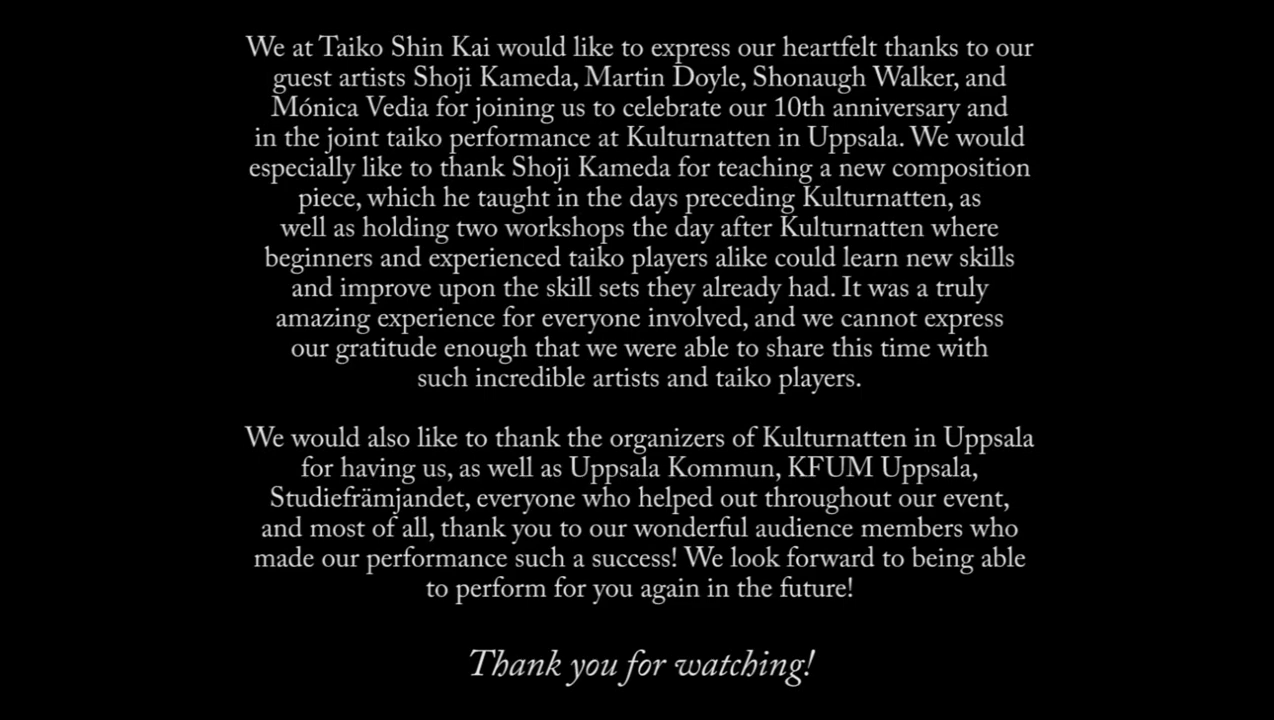 We at Taiko Shin Kai would like to express our heartfelt thanks to our
guest artists Shoji Kameda, Martin Doyle, Shonaugh Walker, and
Mónica Vedia for joining us to celebrate our 10th anniversary and
in the joint taiko performance at Kulturnatten in Uppsala. We would
especially like to thank Shoji Kameda for teaching a new composition
piece, which he taught in the days preceding Kulturnatten, as
well as holding two workshops the day after Kulturnatten where
beginners and experienced taiko players alike could learn new skills
and improve upon the skill sets they already had. It was a truly
amazing experience for everyone involved, and we cannot express
our gratitude enough that we were able to share this time with
such incredible artists and taiko players.
We would also like to thank the organizers of Kulturnatten in Uppsala
for having us, as well as Uppsala Kommun, KFUM Uppsala,
Studiefrämjandet, everyone who helped out throughout our event,
and most of all, thank you to our wonderful audience members who
made our performance such a success! We look forward to being able
to perform for you again in the future!
Thank you for watching!